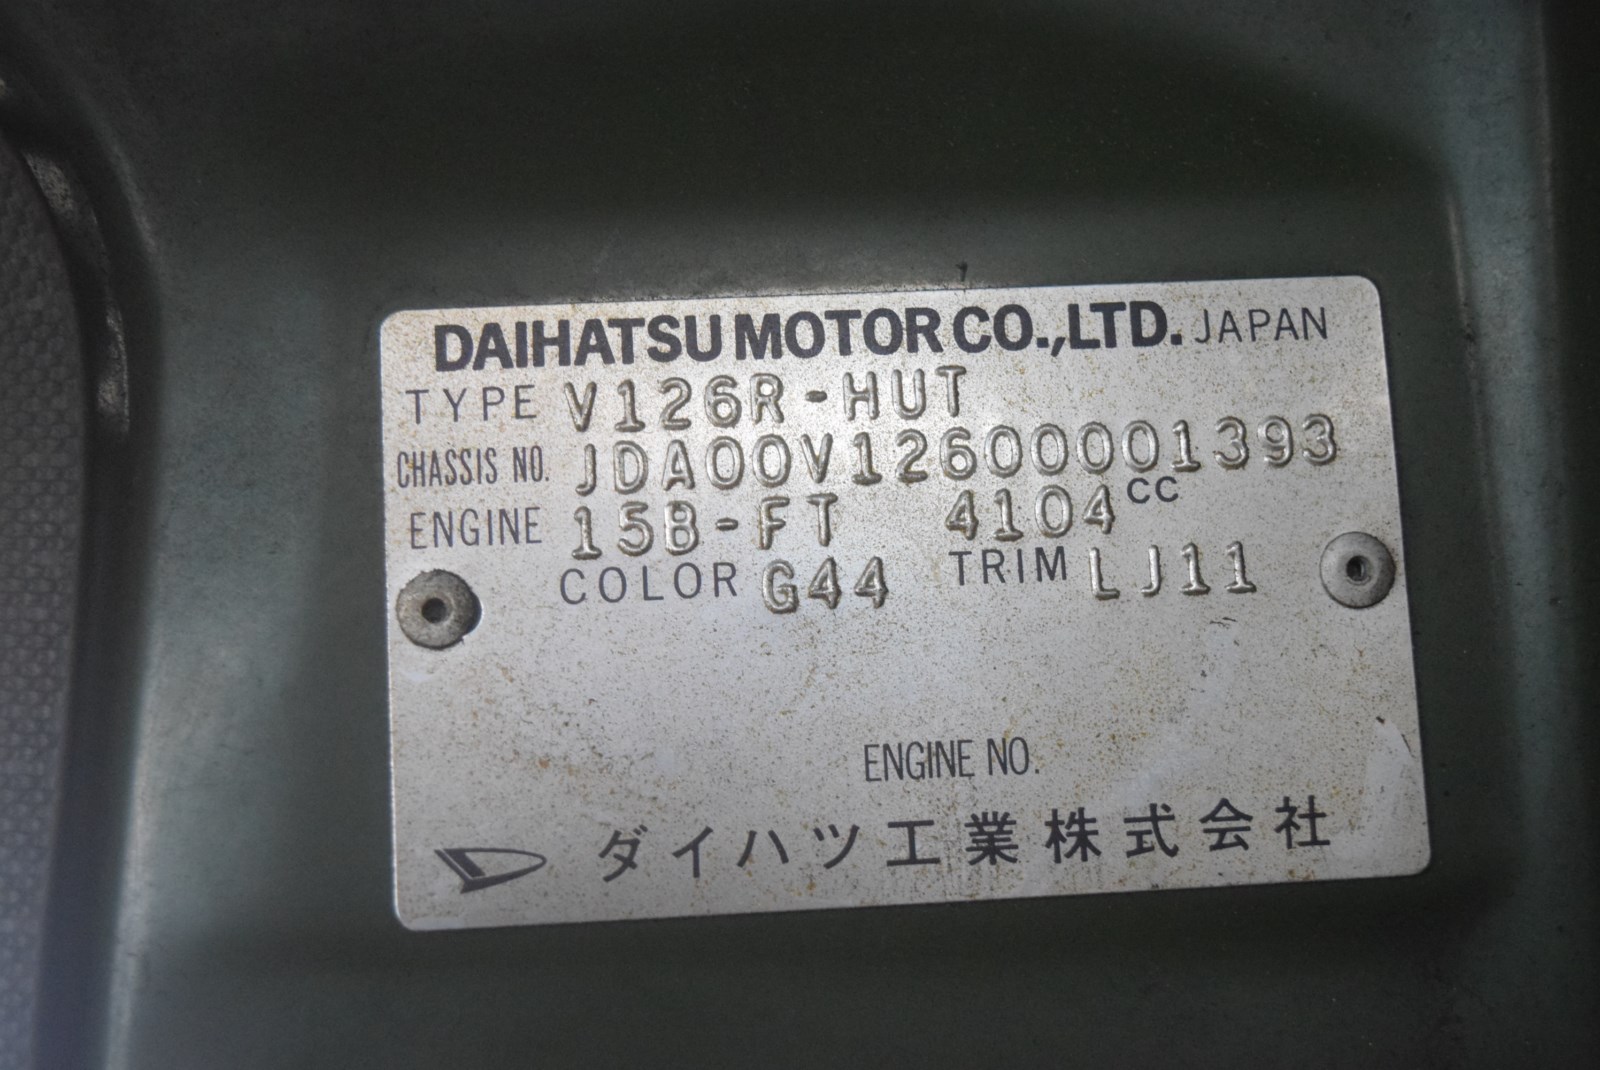 DAIHATSU MOTOR CO.,LTD. JAPAN
TYPE V126R-HUT
CHASSIS NO. JDA00V12600001393
ENGINE 15B-FT 4104CC
COLOR G44 TRIM LJ11
ENGINE NO.
ダイハツ工業株式会社